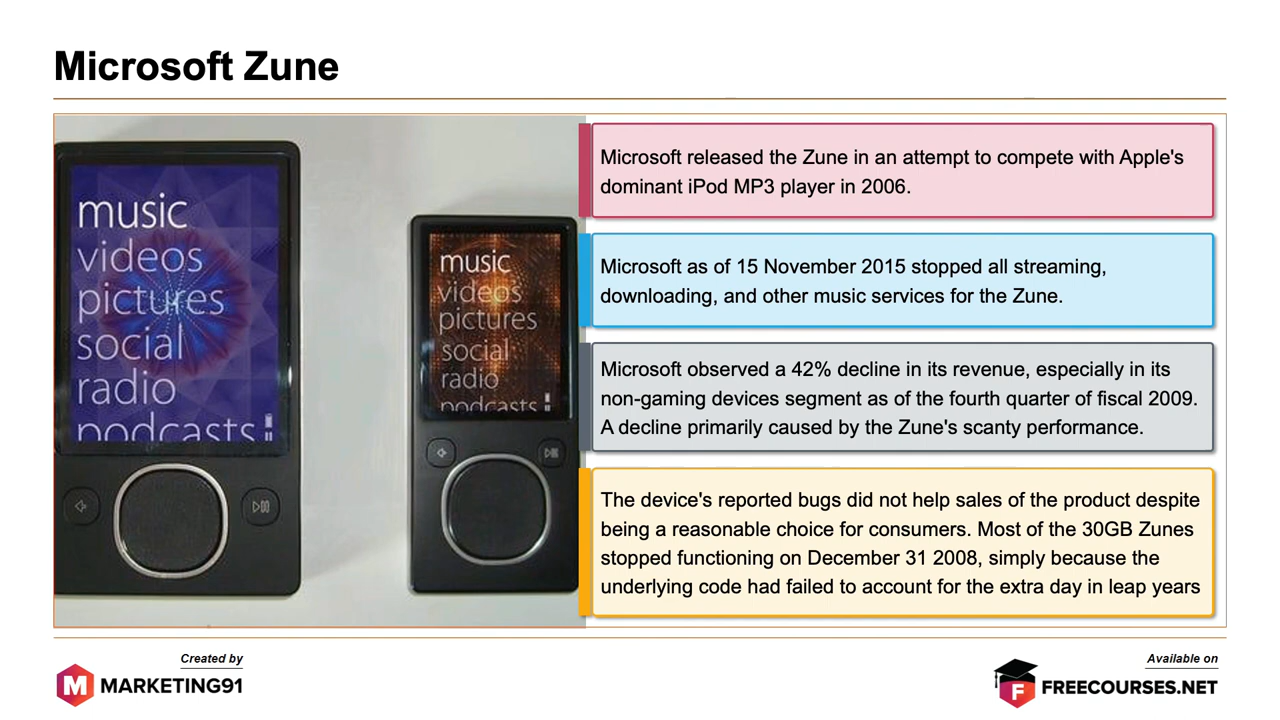 Microsoft Zune
music
videos
pictures
social
radio
podcasts
music
videos
pictures
social
radio
podcasts
Microsoft released the Zune in an attempt to compete with Apple's
dominant iPod MP3 player in 2006.
Microsoft as of 15 November 2015 stopped all streaming,
downloading, and other music services for the Zune.
Microsoft observed a 42% decline in its revenue, especially in its
non-gaming devices segment as of the fourth quarter of fiscal 2009.
A decline primarily caused by the Zune's scanty performance.
The device's reported bugs did not help sales of the product despite
being a reasonable choice for consumers. Most of the 30GB Zunes
stopped functioning on December 31 2008, simply because the
underlying code had failed to account for the extra day in leap years
Created by
M MARKETING91
Available on
F FREECOURSES.NET